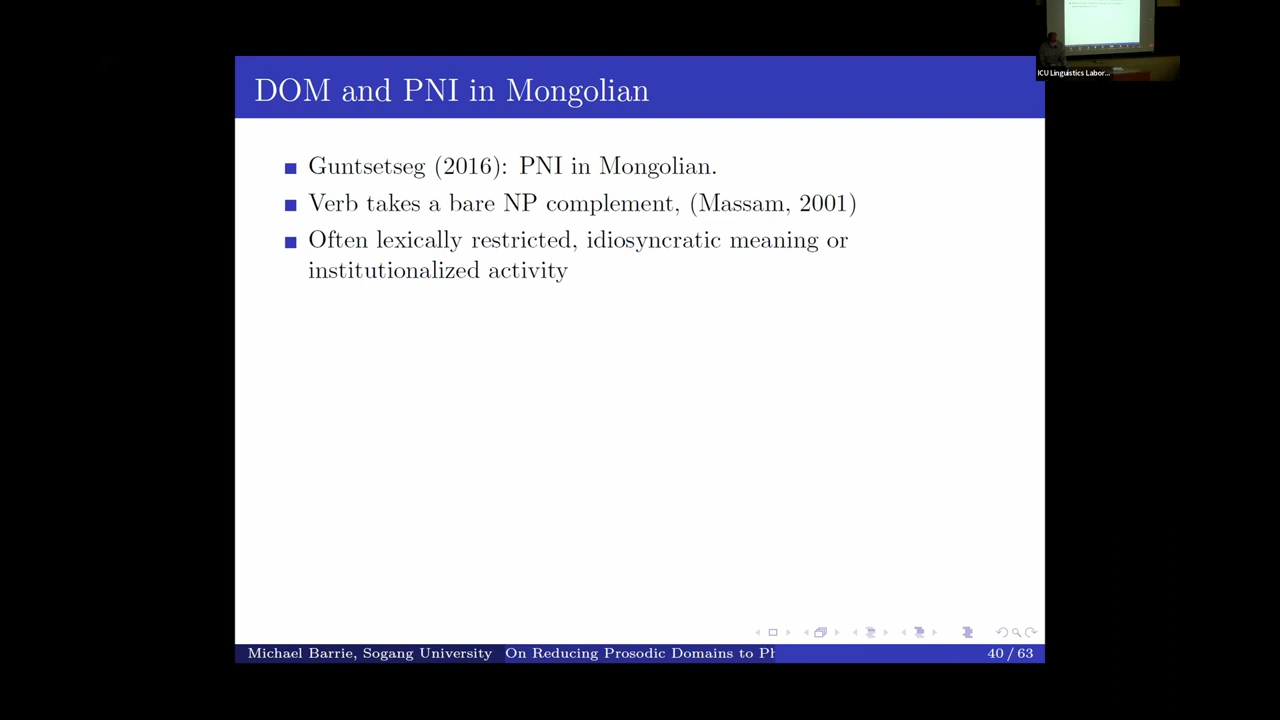 ICU Linguistics Labor...
DOM and PNI in Mongolian
Guntsetseg (2016): PNI in Mongolian.
Verb takes a bare NP complement, (Massam, 2001)
Often lexically restricted, idiosyncratic meaning or
institutionalized activity
Michael Barrie, Sogang University On Reducing Prosodic Domains to Ph 40 / 63